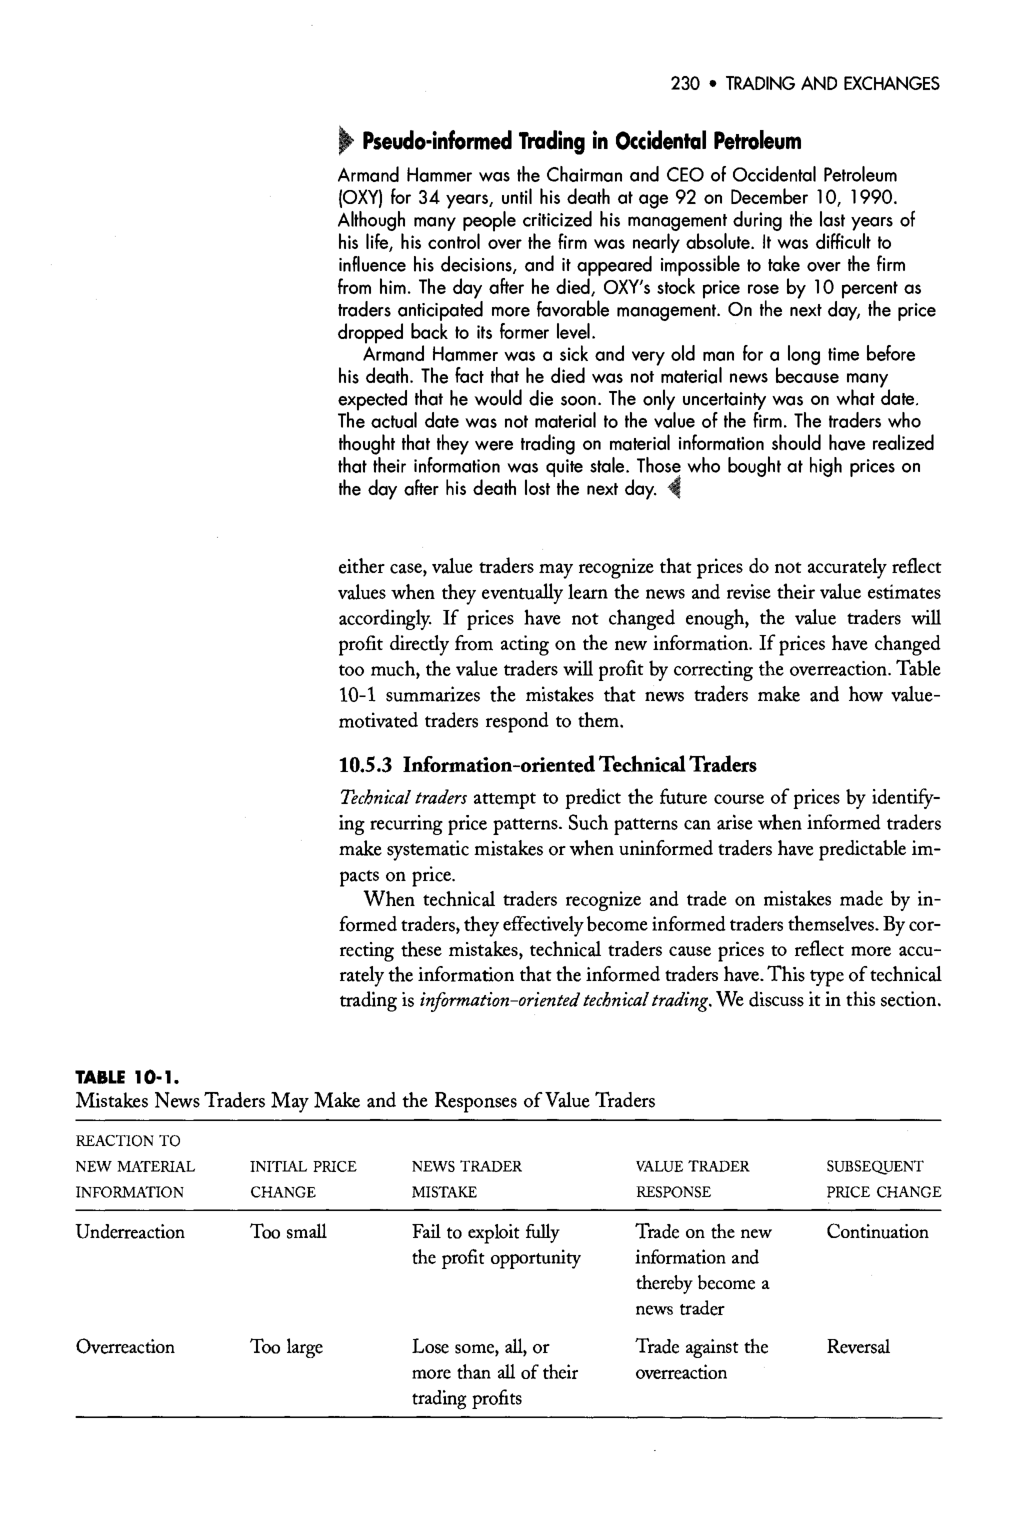 230 • TRADING AND EXCHANGES
Pseudo-informed Trading in Occidental Petroleum
Armand Hammer was the Chairman and CEO of Occidental Petroleum
(OXY) for 34 years, until his death at age 92 on December 10, 1990.
Although many people criticized his management during the last years of
his life, his control over the firm was nearly absolute. It was difficult to
influence his decisions, and it appeared impossible to take over the firm
from him. The day after he died, OXY's stock price rose by 10 percent as
traders anticipated more favorable management. On the next day, the price
dropped back to its former level.
Armand Hammer was a sick and very old man for a long time before
his death. The fact that he died was not material news because many
expected that he would die soon. The only uncertainty was on what date.
The actual date was not material to the value of the firm. The traders who
thought that they were trading on material information should have realized
that their information was quite stale. Those who bought at high prices on
the day after his death lost the next day.
either case, value traders may recognize that prices do not accurately reflect
values when they eventually learn the news and revise their value estimates
accordingly. If prices have not changed enough, the value traders will
profit directly from acting on the new information. If prices have changed
too much, the value traders will profit by correcting the overreaction. Table
10-1 summarizes the mistakes that news traders make and how value-
motivated traders respond to them.
10.5.3 Information-oriented Technical Traders
Technical traders attempt to predict the future course of prices by identify-
ing recurring price patterns. Such patterns can arise when informed traders
make systematic mistakes or when uninformed traders have predictable im-
pacts on price.
When technical traders recognize and trade on mistakes made by in-
formed traders, they effectively become informed traders themselves. By cor-
recting these mistakes, technical traders cause prices to reflect more accu-
rately the information that the informed traders have. This type of technical
trading is information-oriented technical trading. We discuss it in this section.
TABLE 10-1.
Mistakes News Traders May Make and the Responses of Value Traders
REACTION TO
NEW MATERIAL INITIAL PRICE NEWS TRADER VALUE TRADER SUBSEQUENT
INFORMATION CHANGE MISTAKE RESPONSE PRICE CHANGE
Underreaction Too small Fail to exploit fully Trade on the new Continuation
the profit opportunity information and
thereby become a
news trader
Overreaction Too large Lose some, all, or Trade against the Reversal
more than all of their overreaction
trading profits